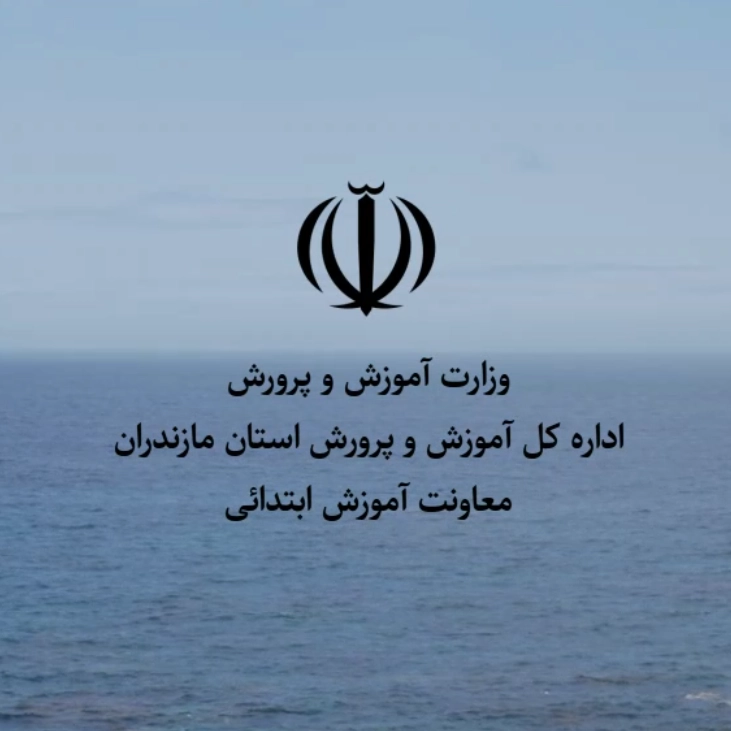 وزارت آموزش و پرورش
اداره کل آموزش و پرورش استان مازندران
معاونت آموزش ابتدائی